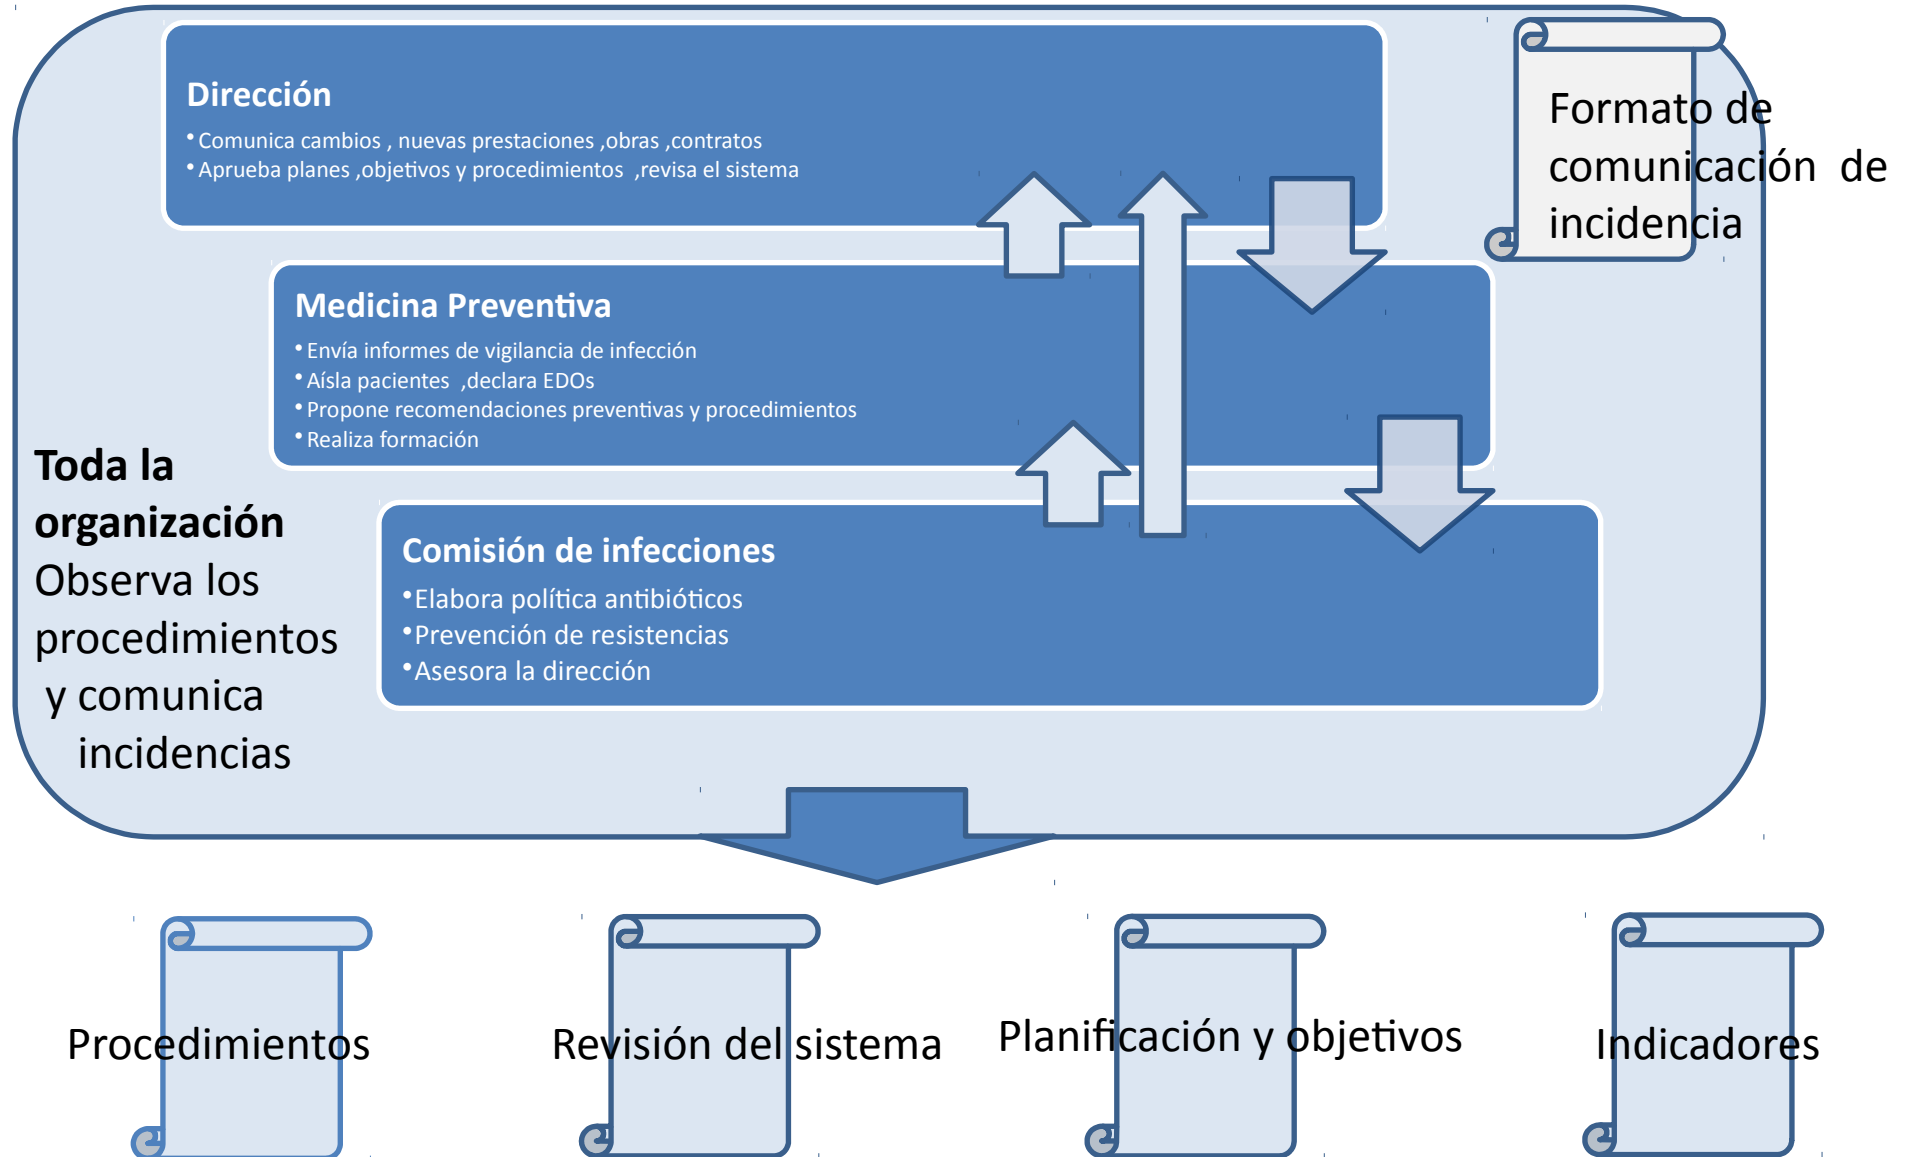 Dirección
• Comunica cambios , nuevas prestaciones ,obras ,contratos
• Aprueba planes ,objetivos y procedimientos ,revisa el sistema
Formato de
comunicación de
incidencia
Medicina Preventiva
• Envía informes de vigilancia de infección
• Aísla pacientes ,declara EDOs
• Propone recomendaciones preventivas y procedimientos
• Realiza formación
Toda la
organización
Observa los
procedimientos
y comunica
incidencias
Comisión de infecciones
• Elabora política antibióticos
• Prevención de resistencias
• Asesora la dirección
Procedimientos
Revisión del sistema
Planificación y objetivos
Indicadores